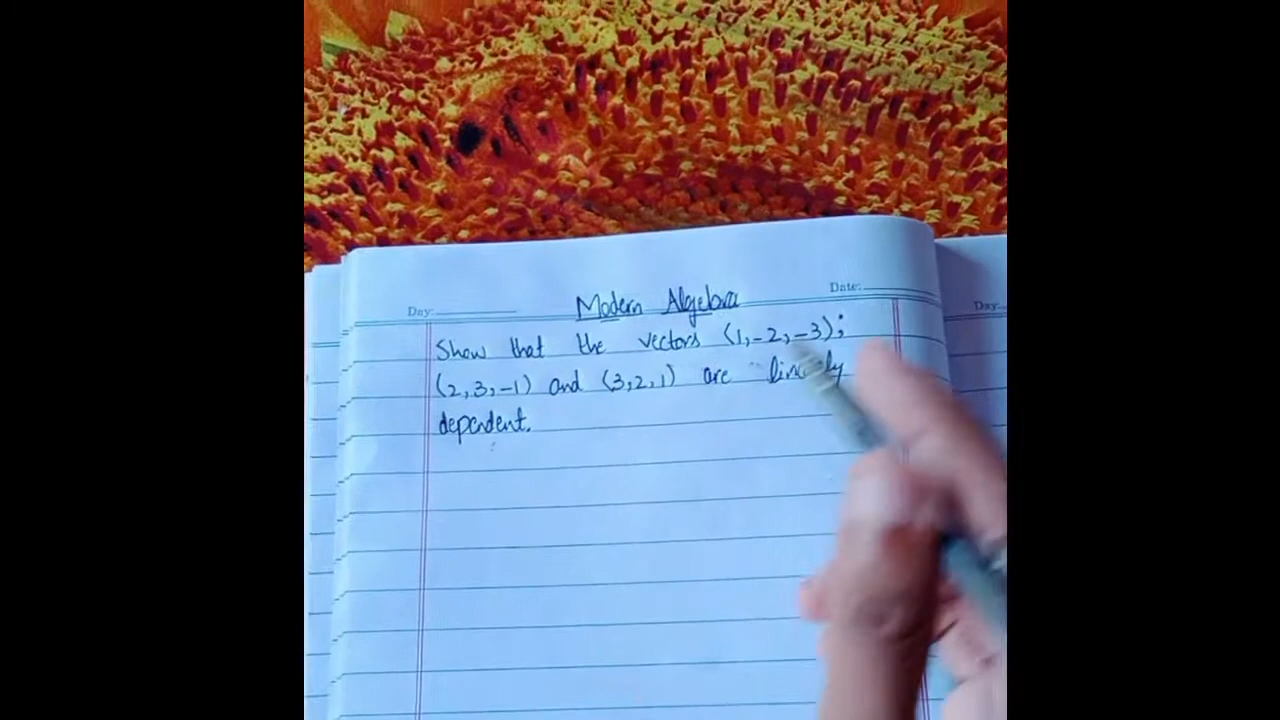 Modern Algebra
Day:
Date:
Day:
Show that the vectors (1,-2,-3);
(2,3,-1) and (3,2,1) are linearly
dependent.